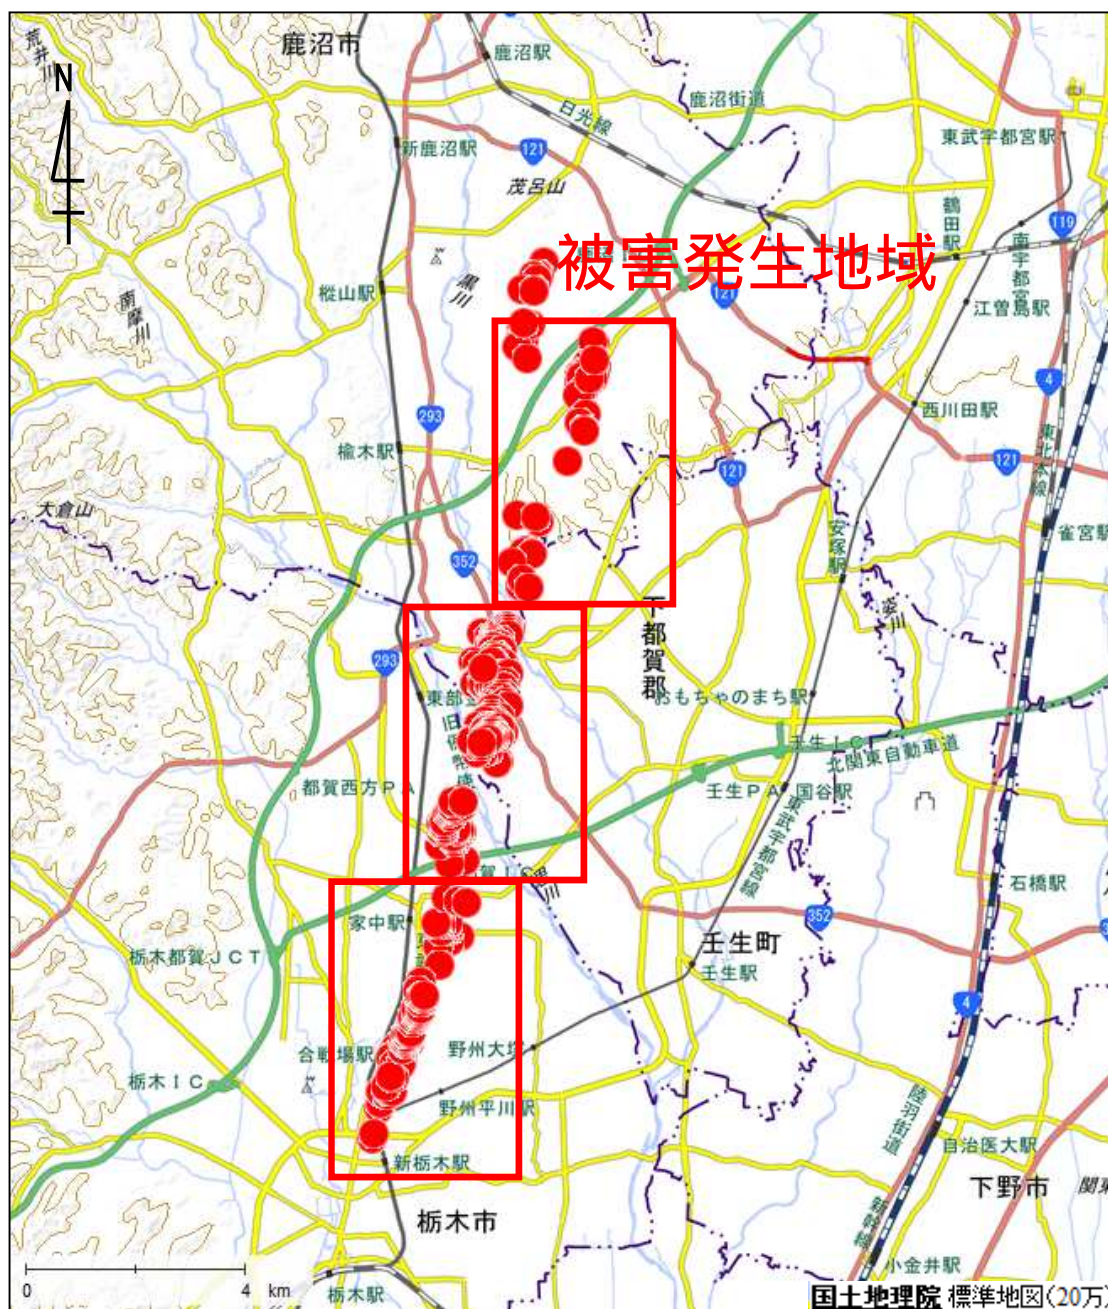 荒井川
鹿沼市
鹿沼駅
N
鹿沼街道
日光線
東武宇都宮駅
新鹿沼駅
121
茂呂山
鶴田駅
119
南宇都宮駅
被害発生地域
黒川
樅山駅
南摩川
121
江曽島駅
4
293
西川田駅
楡木駅
東北本線
121
121
大倉山
雀宮駅
安塚駅
352
姿川
下都賀郡
293
東部
おもちゃのまち駅
壬生IC
北関東自動車道
都賀西方PA
壬生PA
国谷駅
東武宇都宮線
石橋駅
家中駅
352
栃木都賀JCT
壬生町
壬生駅
4
合戦場駅
野州大塚
栃木IC
野州平川駅
陸羽街道
自治医大駅
新栃木駅
下野市
関東
栃木市
新幹線
小金井駅
0 4 km
栃木駅
国土地理院 標準地図(20万)